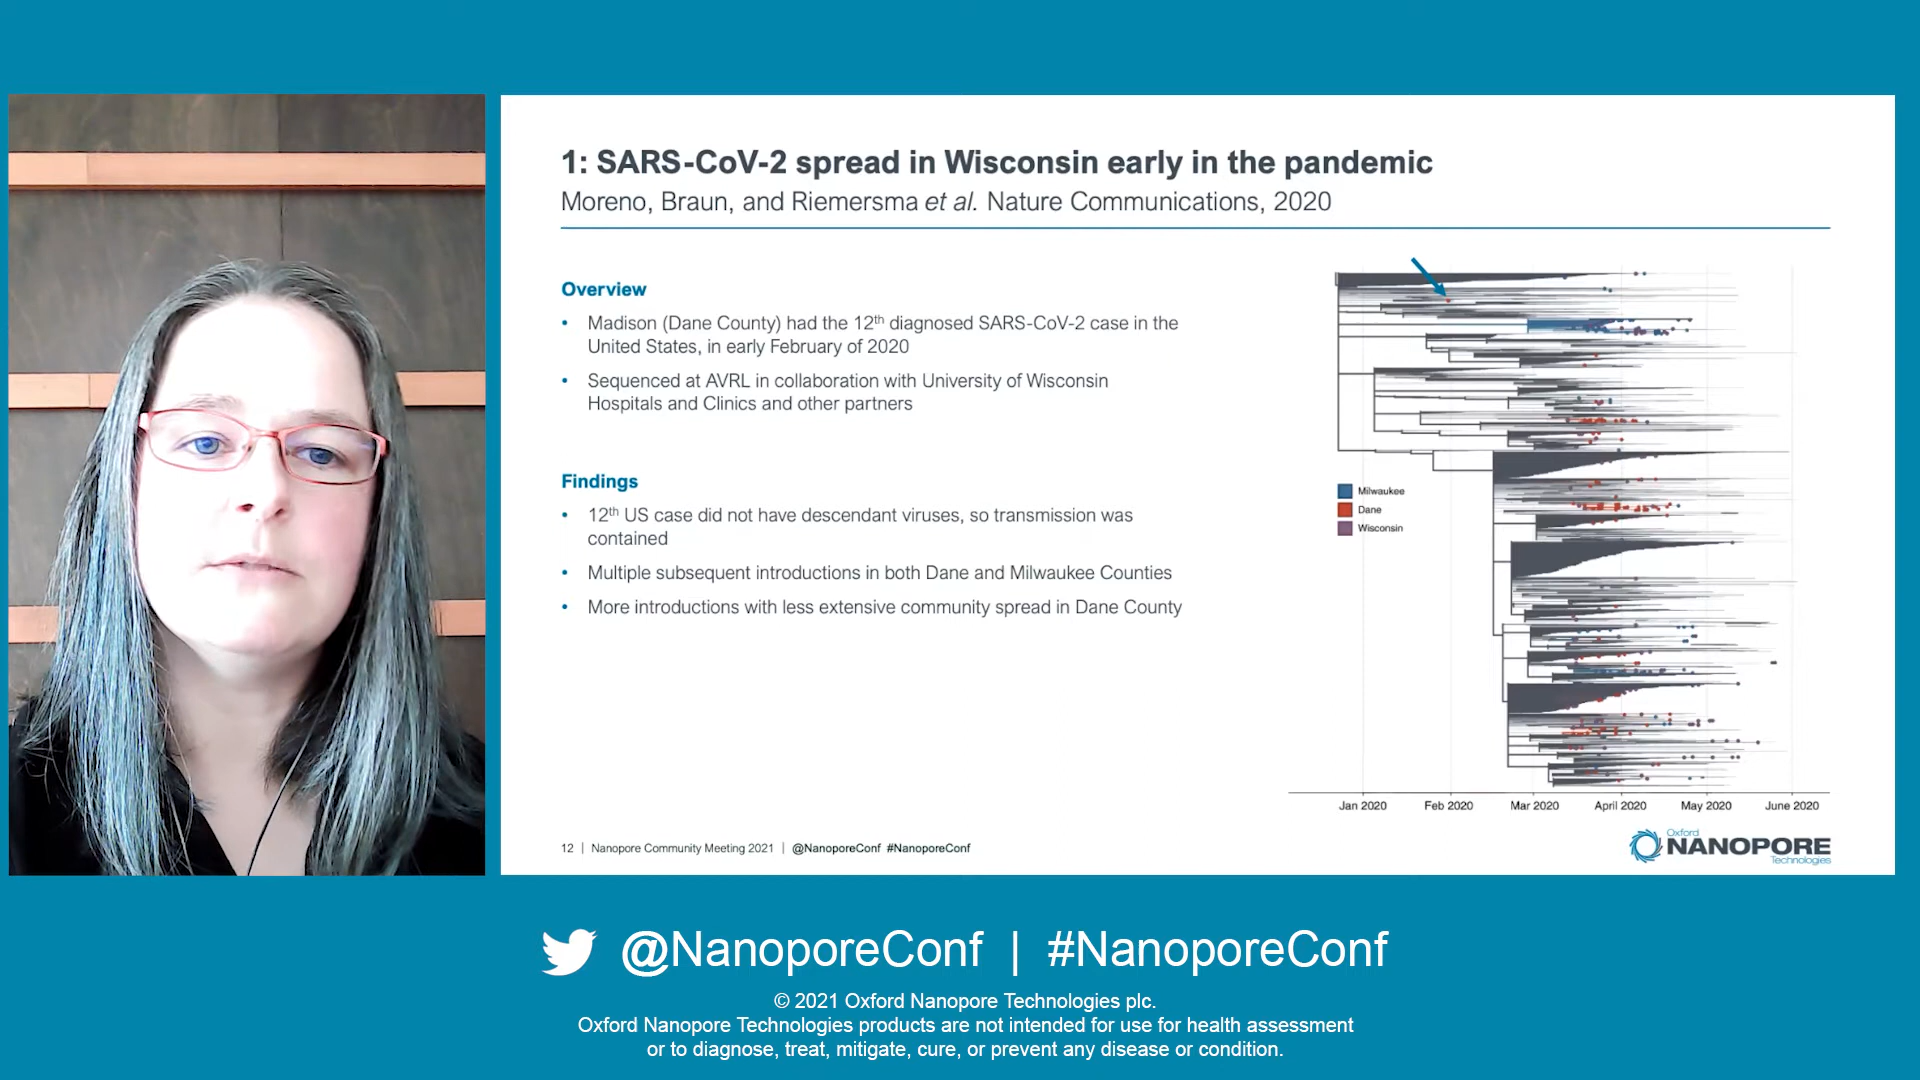 1: SARS-CoV-2 spread in Wisconsin early in the pandemic
Moreno, Braun, and Riemersma et al. Nature Communications, 2020
Overview
• Madison (Dane County) had the 12th diagnosed SARS-CoV-2 case in the
United States, in early February of 2020
• Sequenced at AVRL in collaboration with University of Wisconsin
Hospitals and Clinics and other partners
Findings
• 12th US case did not have descendant viruses, so transmission was
contained
• Multiple subsequent introductions in both Dane and Milwaukee Counties
• More introductions with less extensive community spread in Dane County
Milwaukee
Dane
Wisconsin
Jan 2020 Feb 2020 Mar 2020 April 2020 May 2020 June 2020
12 | Nanopore Community Meeting 2021 | @NanoporeConf #NanoporeConf
Oxford
NANOPORE
Technologies
@NanoporeConf | #NanoporeConf
© 2021 Oxford Nanopore Technologies plc.
Oxford Nanopore Technologies products are not intended for use for health assessment
or to diagnose, treat, mitigate, cure, or prevent any disease or condition.